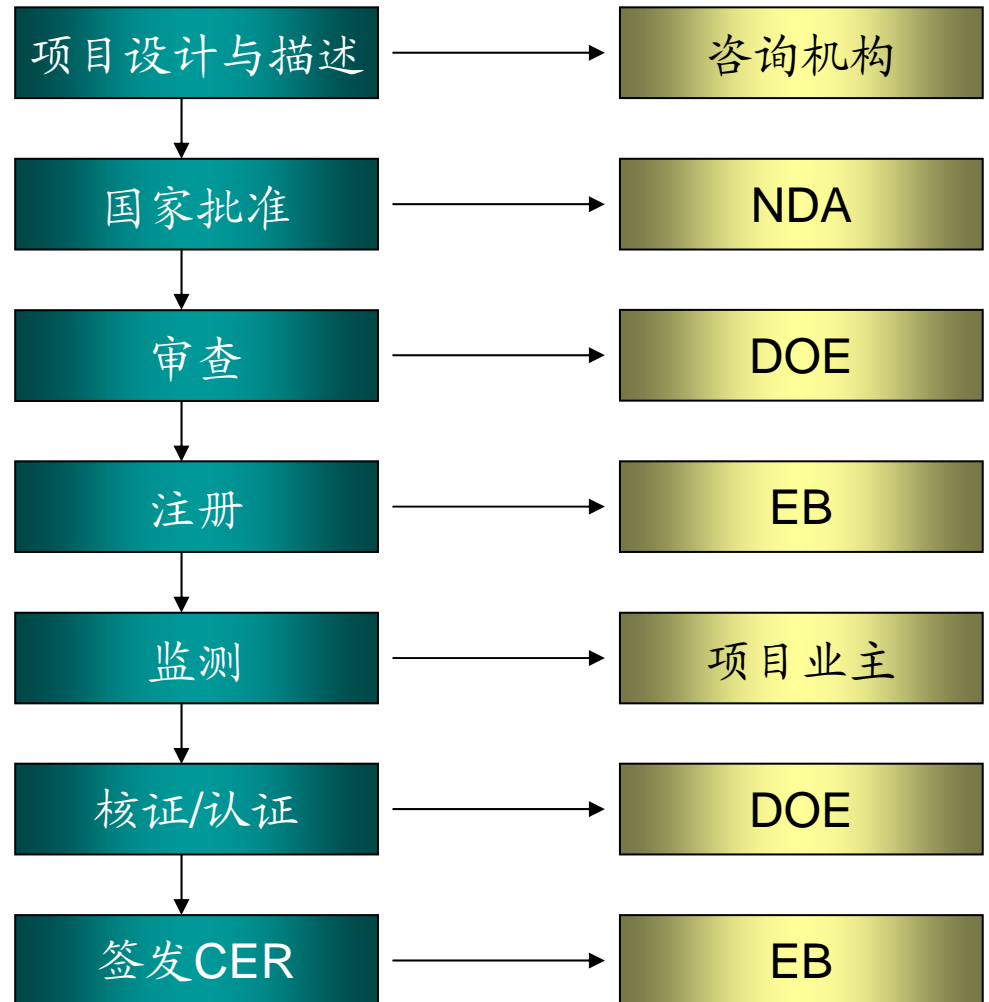 项目设计与描述
咨询机构
国家批准
NDA
审查
DOE
注册
EB
监测
项目业主
核证/认证
DOE
签发CER
EB